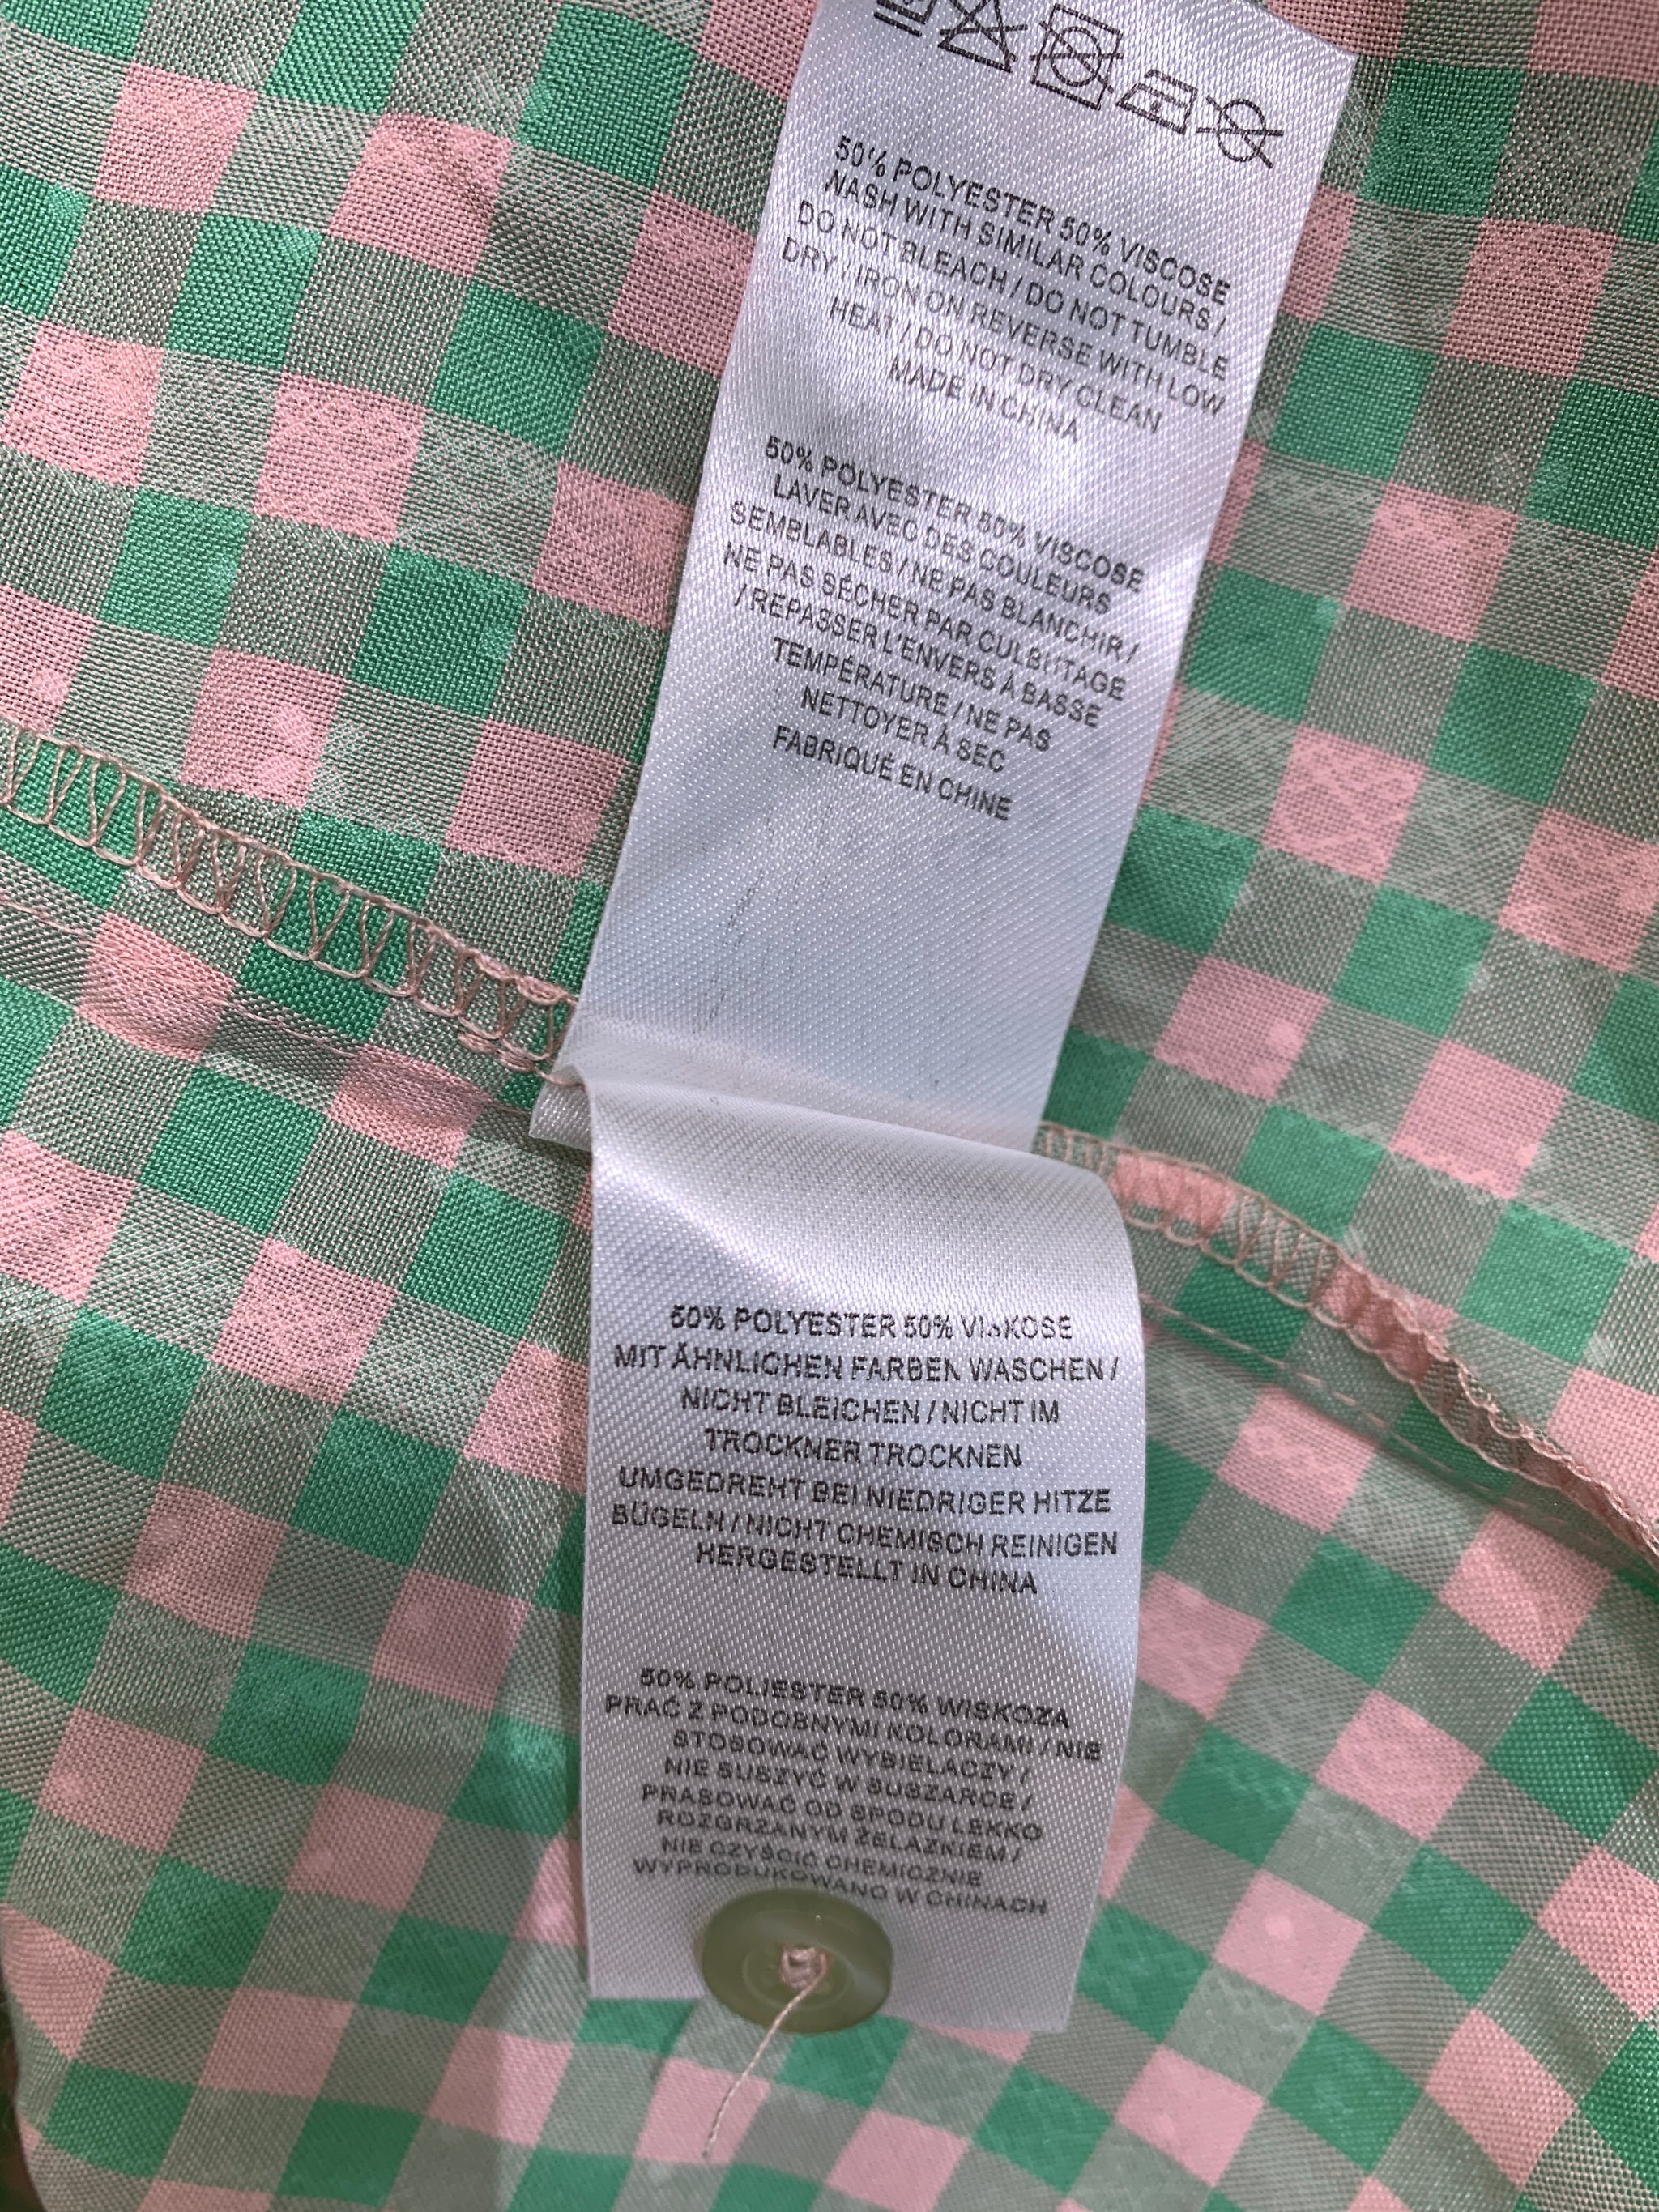 50% POLYESTER 50% VISCOSE
WASH WITH SIMILAR COLOURS /
DO NOT BLEACH / DO NOT TUMBLE
DRY / IRON ON REVERSE WITH LOW
HEAT / DO NOT DRY CLEAN
MADE IN CHINA
50% POLYESTER 50% VISCOSE
LAVER AVEC DES COULEURS
SEMBLABLES / NE PAS BLANCHIR /
NE PAS SÉCHER PAR CULBUTAGE
/ REPASSER L'ENVERS À BASSE
TEMPÉRATURE / NE PAS
NETTOYER À SEC
FABRIQUÉ EN CHINE
50% POLYESTER 50% VISKOSE
MIT ÄHNLICHEN FARBEN WASCHEN /
NICHT BLEICHEN / NICHT IM
TROCKNER TROCKNEN
UMGEDREHT BEI NIEDRIGER HITZE
BÜGELN / NICHT CHEMISCH REINIGEN
HERGESTELLT IN CHINA
50% POLIESTER 50% WISKOZA
PRAĆ Z PODOBNYMI KOLORAMI / NIE
STOSOWAĆ WYBIELACZY /
NIE SUSZYĆ W SUSZARCE /
PRASOWAĆ OD SPODU LEKKO
ROZGRZANYM ŻELAZKIEM /
NIE CZYŚCIĆ CHEMICZNIE
WYPRODUKOWANO W CHINACH